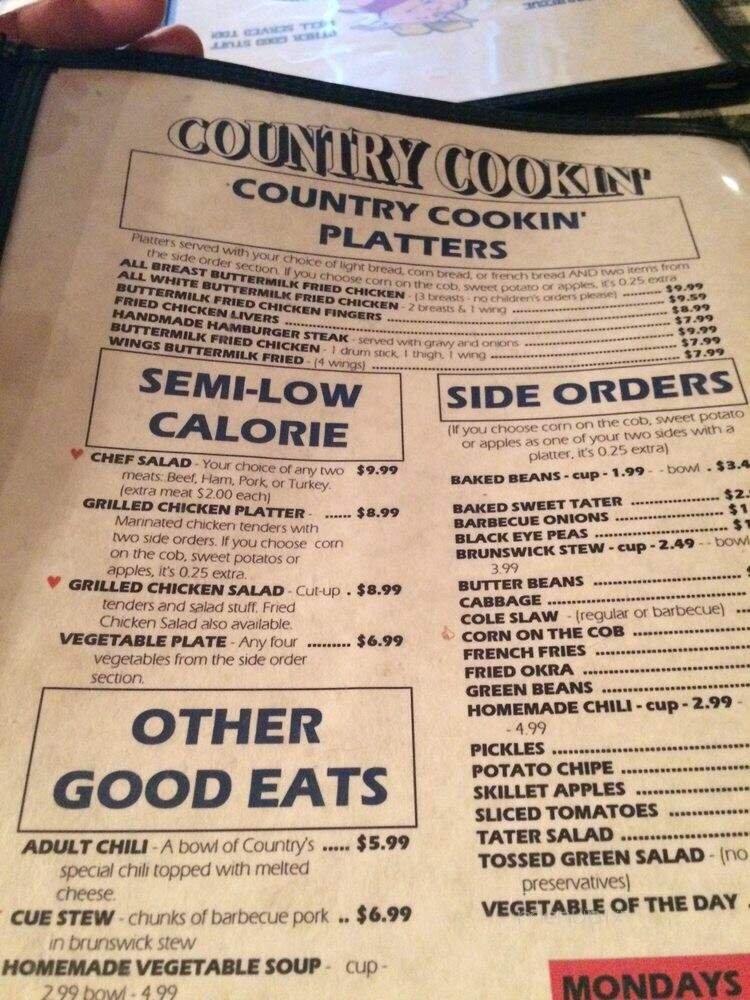 COUNTRY COOKIN'
COUNTRY COOKIN'
PLATTERS
Platters served with your choice of light bread, corn bread, or french bread AND two items from
the side order section. If you choose corn on the cob, sweet potato or apples, it's 0.25 extra
ALL BREAST BUTTERMILK FRIED CHICKEN - (3 breasts - no children's orders please) $9.99
ALL WHITE BUTTERMILK FRIED CHICKEN - 2 breasts & 1 wing $9.59
BUTTERMILK FRIED CHICKEN FINGERS $8.99
FRIED CHICKEN LIVERS $7.99
HANDMADE HAMBURGER STEAK - served with gravy and onions $9.99
BUTTERMILK FRIED CHICKEN - 1 drum stick, 1 thigh, 1 wing $7.99
WINGS BUTTERMILK FRIED - (4 wings) $7.99
SEMI-LOW
CALORIE
CHEF SALAD - Your choice of any two $9.99
meats: Beef, Ham, Pork, or Turkey.
(extra meat $2.00 each)
GRILLED CHICKEN PLATTER - ...... $8.99
Marinated chicken tenders with
two side orders. If you choose corn
on the cob, sweet potatos or
apples, it's 0.25 extra.
GRILLED CHICKEN SALAD - Cut-up . $8.99
tenders and salad stuff. Fried
Chicken Salad also available.
VEGETABLE PLATE - Any four ......... $6.99
vegetables from the side order
section.
OTHER
GOOD EATS
ADULT CHILI - A bowl of Country's ..... $5.99
special chili topped with melted
cheese.
CUE STEW - chunks of barbecue pork .. $6.99
in brunswick stew
HOMEMADE VEGETABLE SOUP - cup -
2.99 bowl - 4.99
SIDE ORDERS
(If you choose corn on the cob, sweet potato
or apples as one of your two sides with a
platter, it's 0.25 extra)
BAKED BEANS - cup - 1.99 - - bowl . $3.4
BAKED SWEET TATER $2.
BARBECUE ONIONS $1
BLACK EYE PEAS $1
BRUNSWICK STEW - cup - 2.49 - - bowl
3.99
BUTTER BEANS
CABBAGE
COLE SLAW - (regular or barbecue)
CORN ON THE COB
FRENCH FRIES
FRIED OKRA
GREEN BEANS
HOMEMADE CHILI - cup - 2.99 -
- 4.99
PICKLES
POTATO CHIPE
SKILLET APPLES
SLICED TOMATOES
TATER SALAD
TOSSED GREEN SALAD - (no
preservatives)
VEGETABLE OF THE DAY
MONDAYS